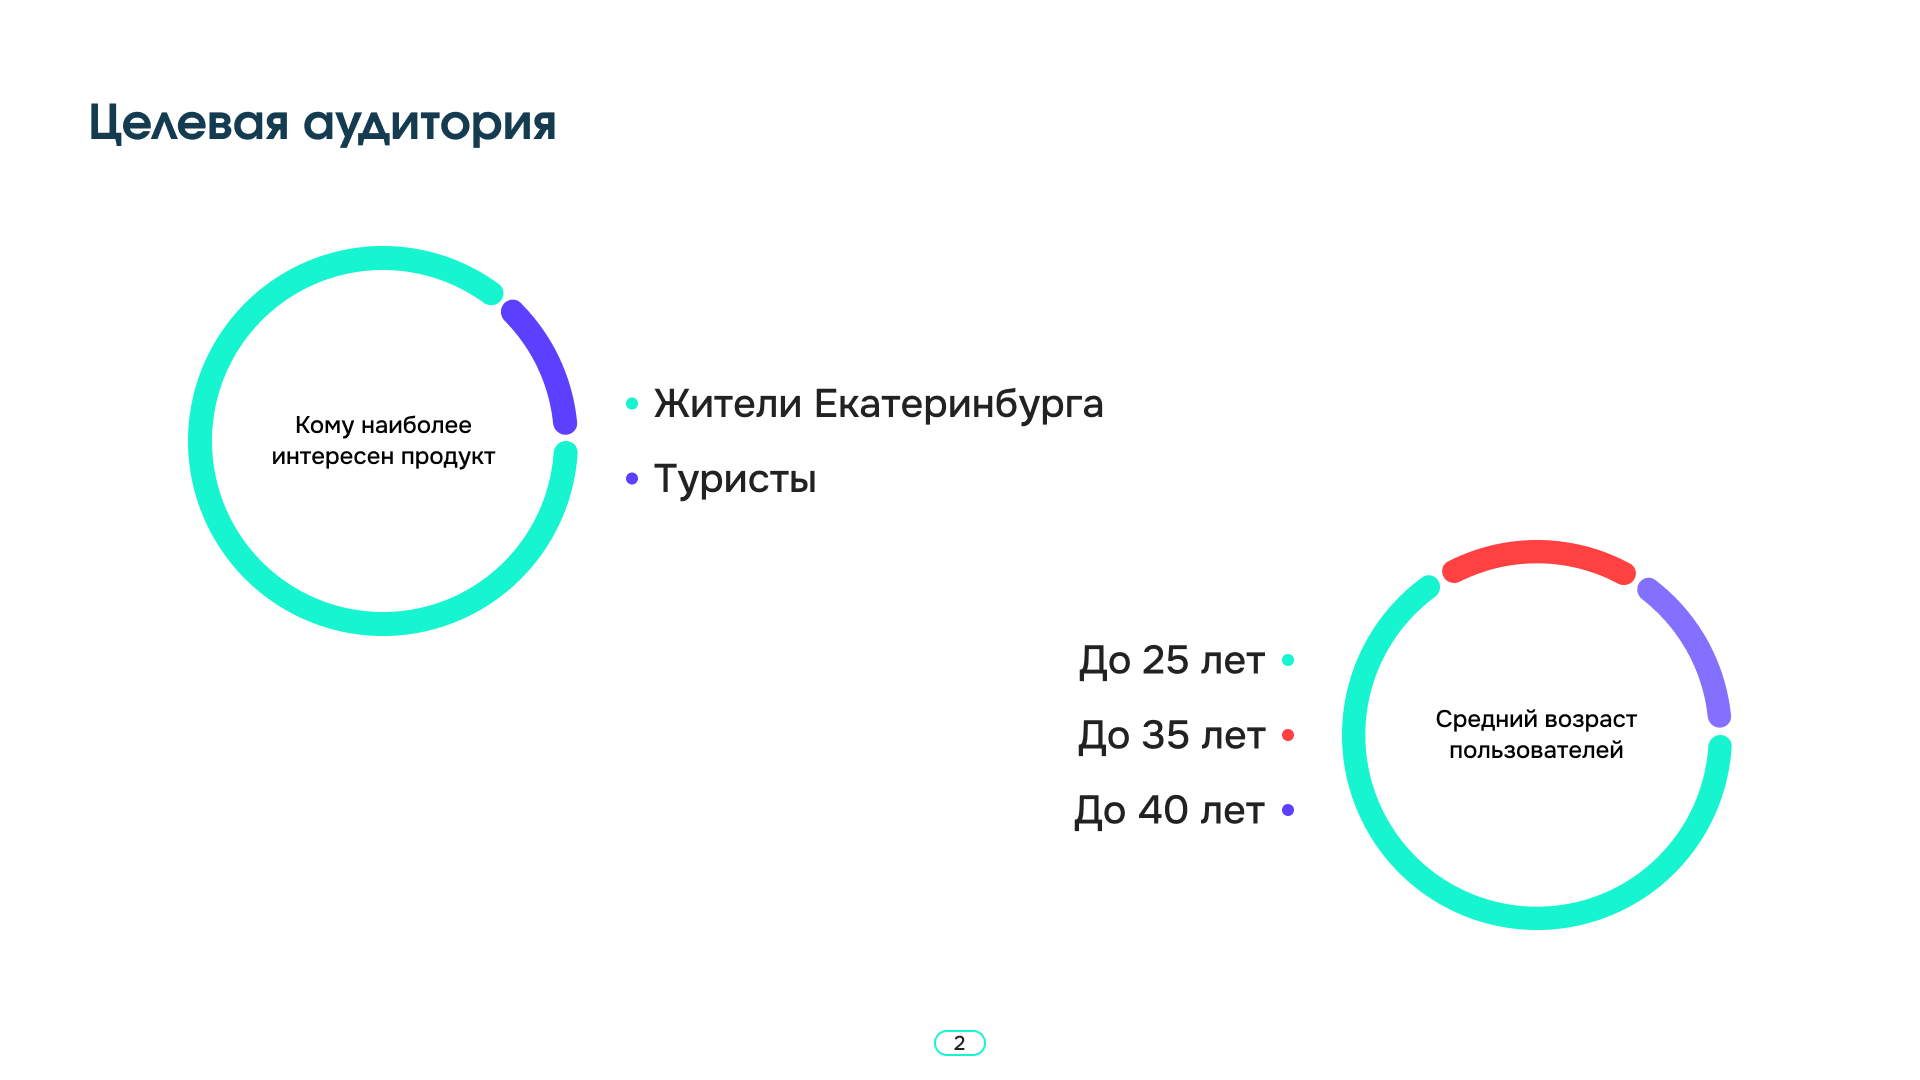 Целевая аудитория
Кому наиболее
интересен продукт
Жители Екатеринбурга
Туристы
До 25 лет
До 35 лет
До 40 лет
Средний возраст
пользователей
2